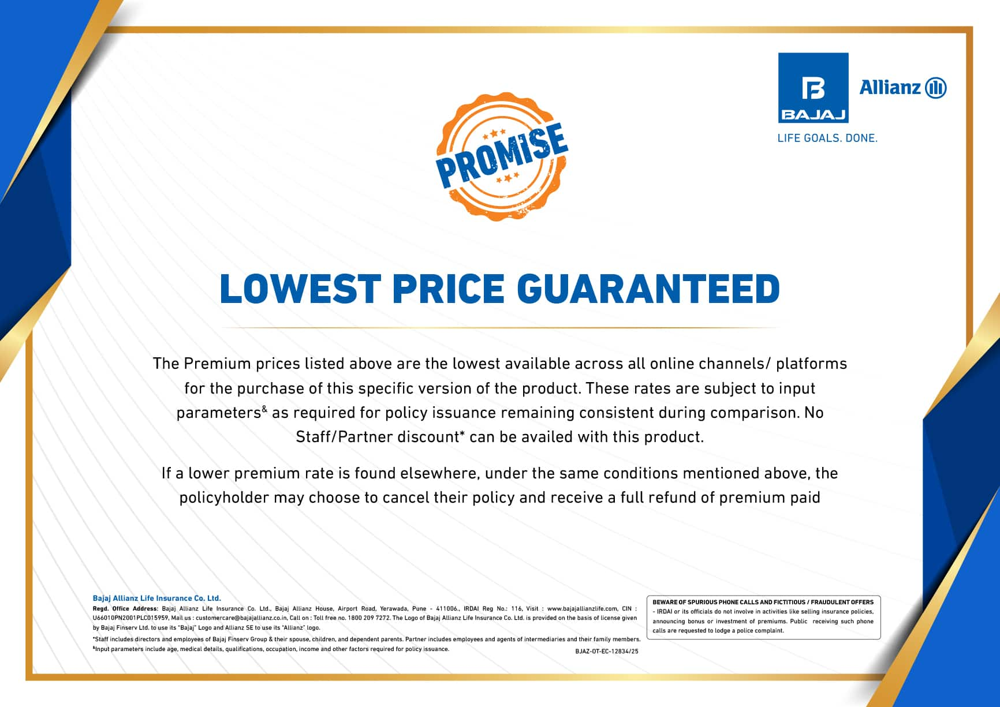 B
BAJAJ
Allianz
LIFE GOALS. DONE.
PROMISE
LOWEST PRICE GUARANTEED
The Premium prices listed above are the lowest available across all online channels/ platforms
for the purchase of this specific version of the product. These rates are subject to input
parameters& as required for policy issuance remaining consistent during comparison. No
Staff/Partner discount* can be availed with this product.
If a lower premium rate is found elsewhere, under the same conditions mentioned above, the
policyholder may choose to cancel their policy and receive a full refund of premium paid
Bajaj Allianz Life Insurance Co. Ltd.
Regd. Office Address: Bajaj Allianz Life Insurance Co. Ltd., Bajaj Allianz House, Airport Road, Yerawada, Pune - 411006., IRDAI Reg No.: 116, Visit : www.bajajallianzlife.com, CIN :
U66010PN2001PLC015959, Mail us : customercare@bajajallianz.co.in, Call on : Toll free no. 1800 209 7272. The Logo of Bajaj Allianz Life Insurance Co. Ltd. is provided on the basis of license given
by Bajaj Finserv Ltd. to use its "Bajaj" Logo and Allianz SE to use its "Allianz" logo.
*Staff includes directors and employees of Bajaj Finserv Group & their spouse, children, and dependent parents. Partner includes employees and agents of intermediaries and their family members.
&Input parameters include age, medical details, qualifications, occupation, income and other factors required for policy issuance.
BJAZ-OT-EC-12834/25
BEWARE OF SPURIOUS PHONE CALLS AND FICTITIOUS / FRAUDULENT OFFERS
- IRDAI or its officials do not involve in activities like selling insurance policies,
announcing bonus or investment of premiums. Public receiving such phone
calls are requested to lodge a police complaint.